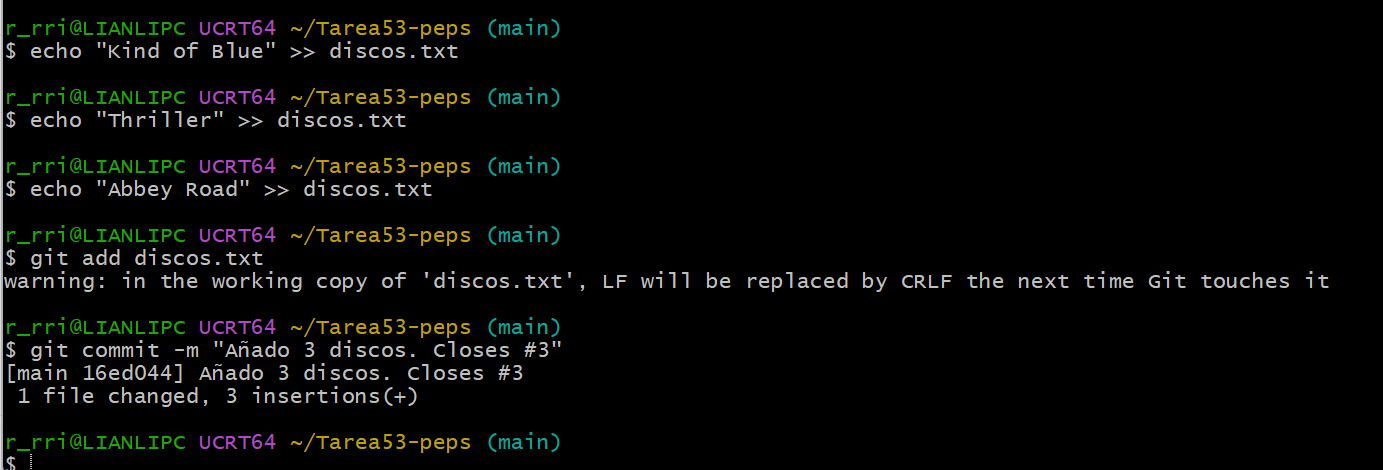 r_rri@LIANLIPC UCRT64 ~/Tarea53-peps (main)
$ echo "Kind of Blue" >> discos.txt
r_rri@LIANLIPC UCRT64 ~/Tarea53-peps (main)
$ echo "Thriller" >> discos.txt
r_rri@LIANLIPC UCRT64 ~/Tarea53-peps (main)
$ echo "Abbey Road" >> discos.txt
r_rri@LIANLIPC UCRT64 ~/Tarea53-peps (main)
$ git add discos.txt
warning: in the working copy of 'discos.txt', LF will be replaced by CRLF the next time Git touches it
r_rri@LIANLIPC UCRT64 ~/Tarea53-peps (main)
$ git commit -m "Añado 3 discos. Closes #3"
[main 16ed044] Añado 3 discos. Closes #3
 1 file changed, 3 insertions(+)
r_rri@LIANLIPC UCRT64 ~/Tarea53-peps (main)
$